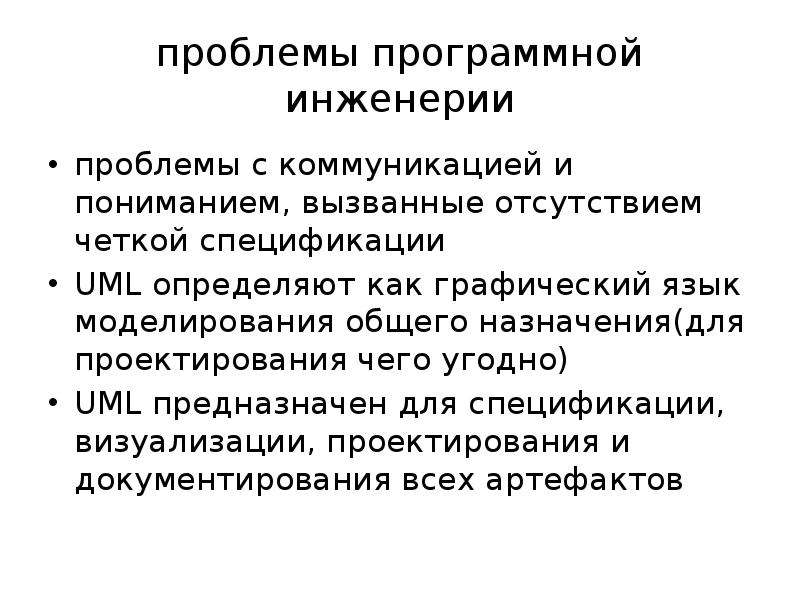 проблемы программной
инженерии
• проблемы с коммуникацией и
пониманием, вызванные отсутствием
четкой спецификации
• UML определяют как графический язык
моделирования общего назначения(для
проектирования чего угодно)
• UML предназначен для спецификации,
визуализации, проектирования и
документирования всех артефактов